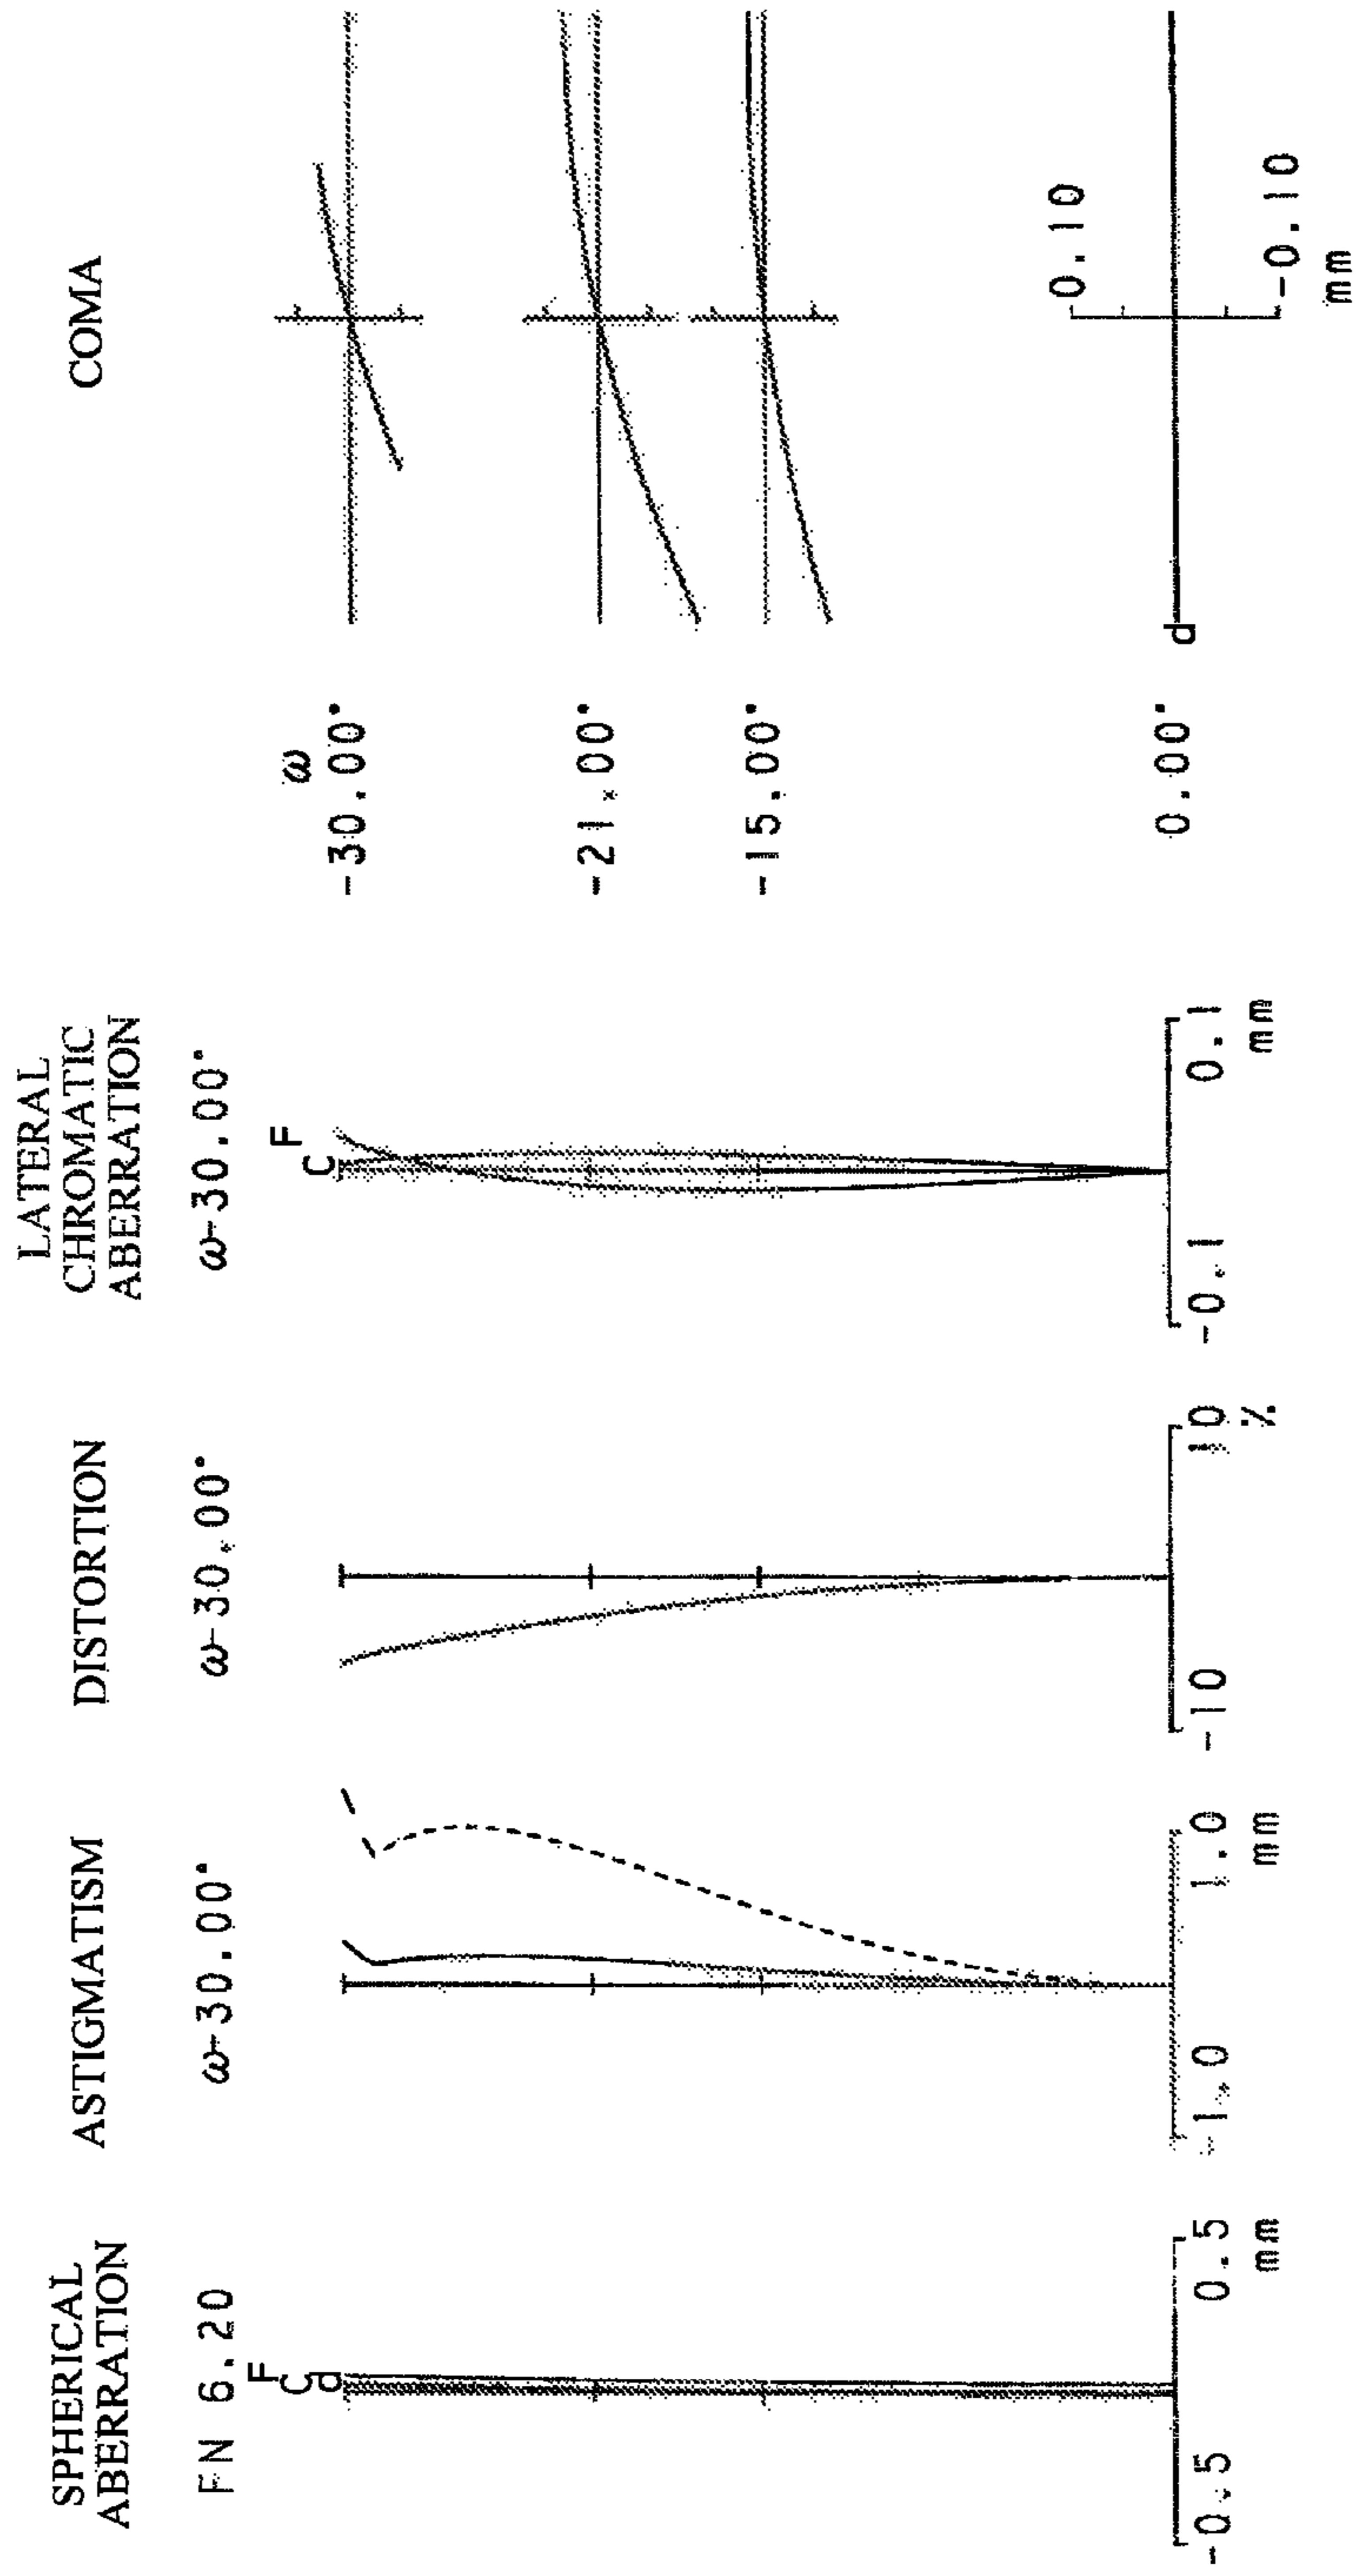 SPHERICAL
ABERRATION
FN 6.20
F
C
d
-0.5
0.5
mm
ASTIGMATISM
ω-30.00°
-1.0
1.0
mm
DISTORTION
ω-30.00°
-10
10
%
LATERAL
CHROMATIC
ABERRATION
ω-30.00°
F
C
-0.1
0.1
mm
COMA
ω
-30.00°
-21.00°
-15.00°
0.00°
d
0.10
-0.10
mm